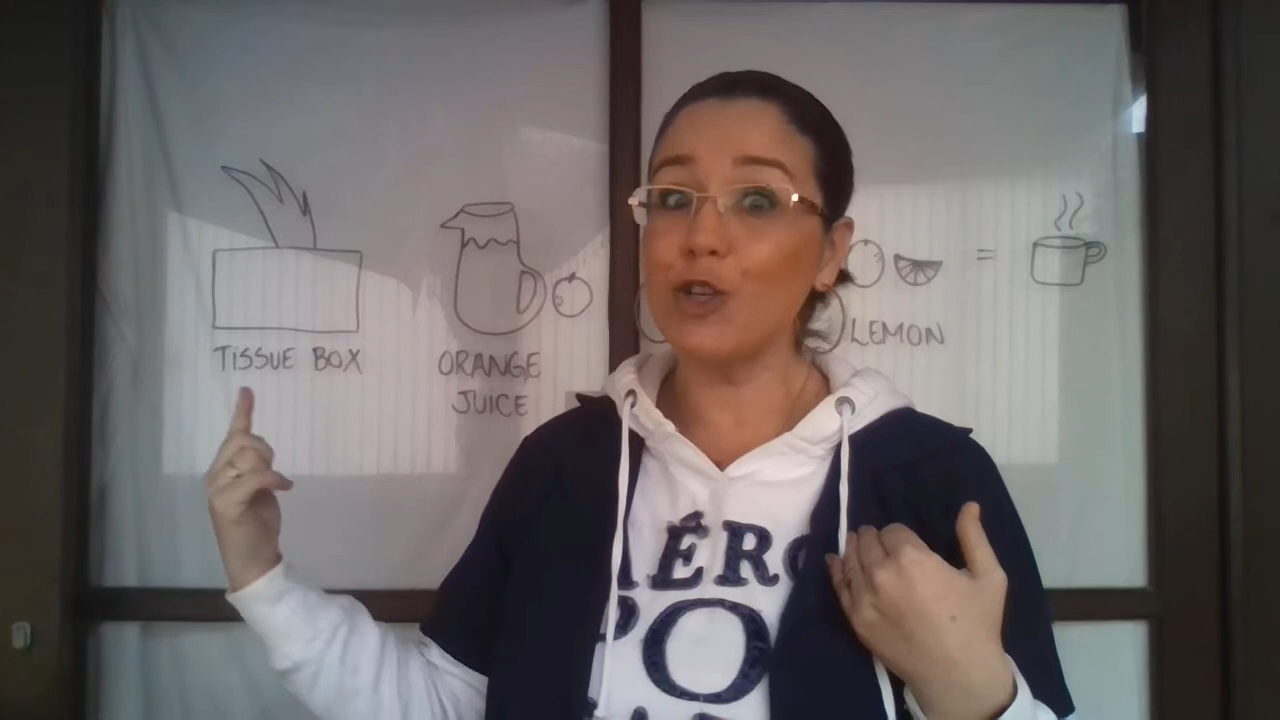 TISSUE BOX
ORANGE
JUICE
LEMON
=
ÉRO
PO